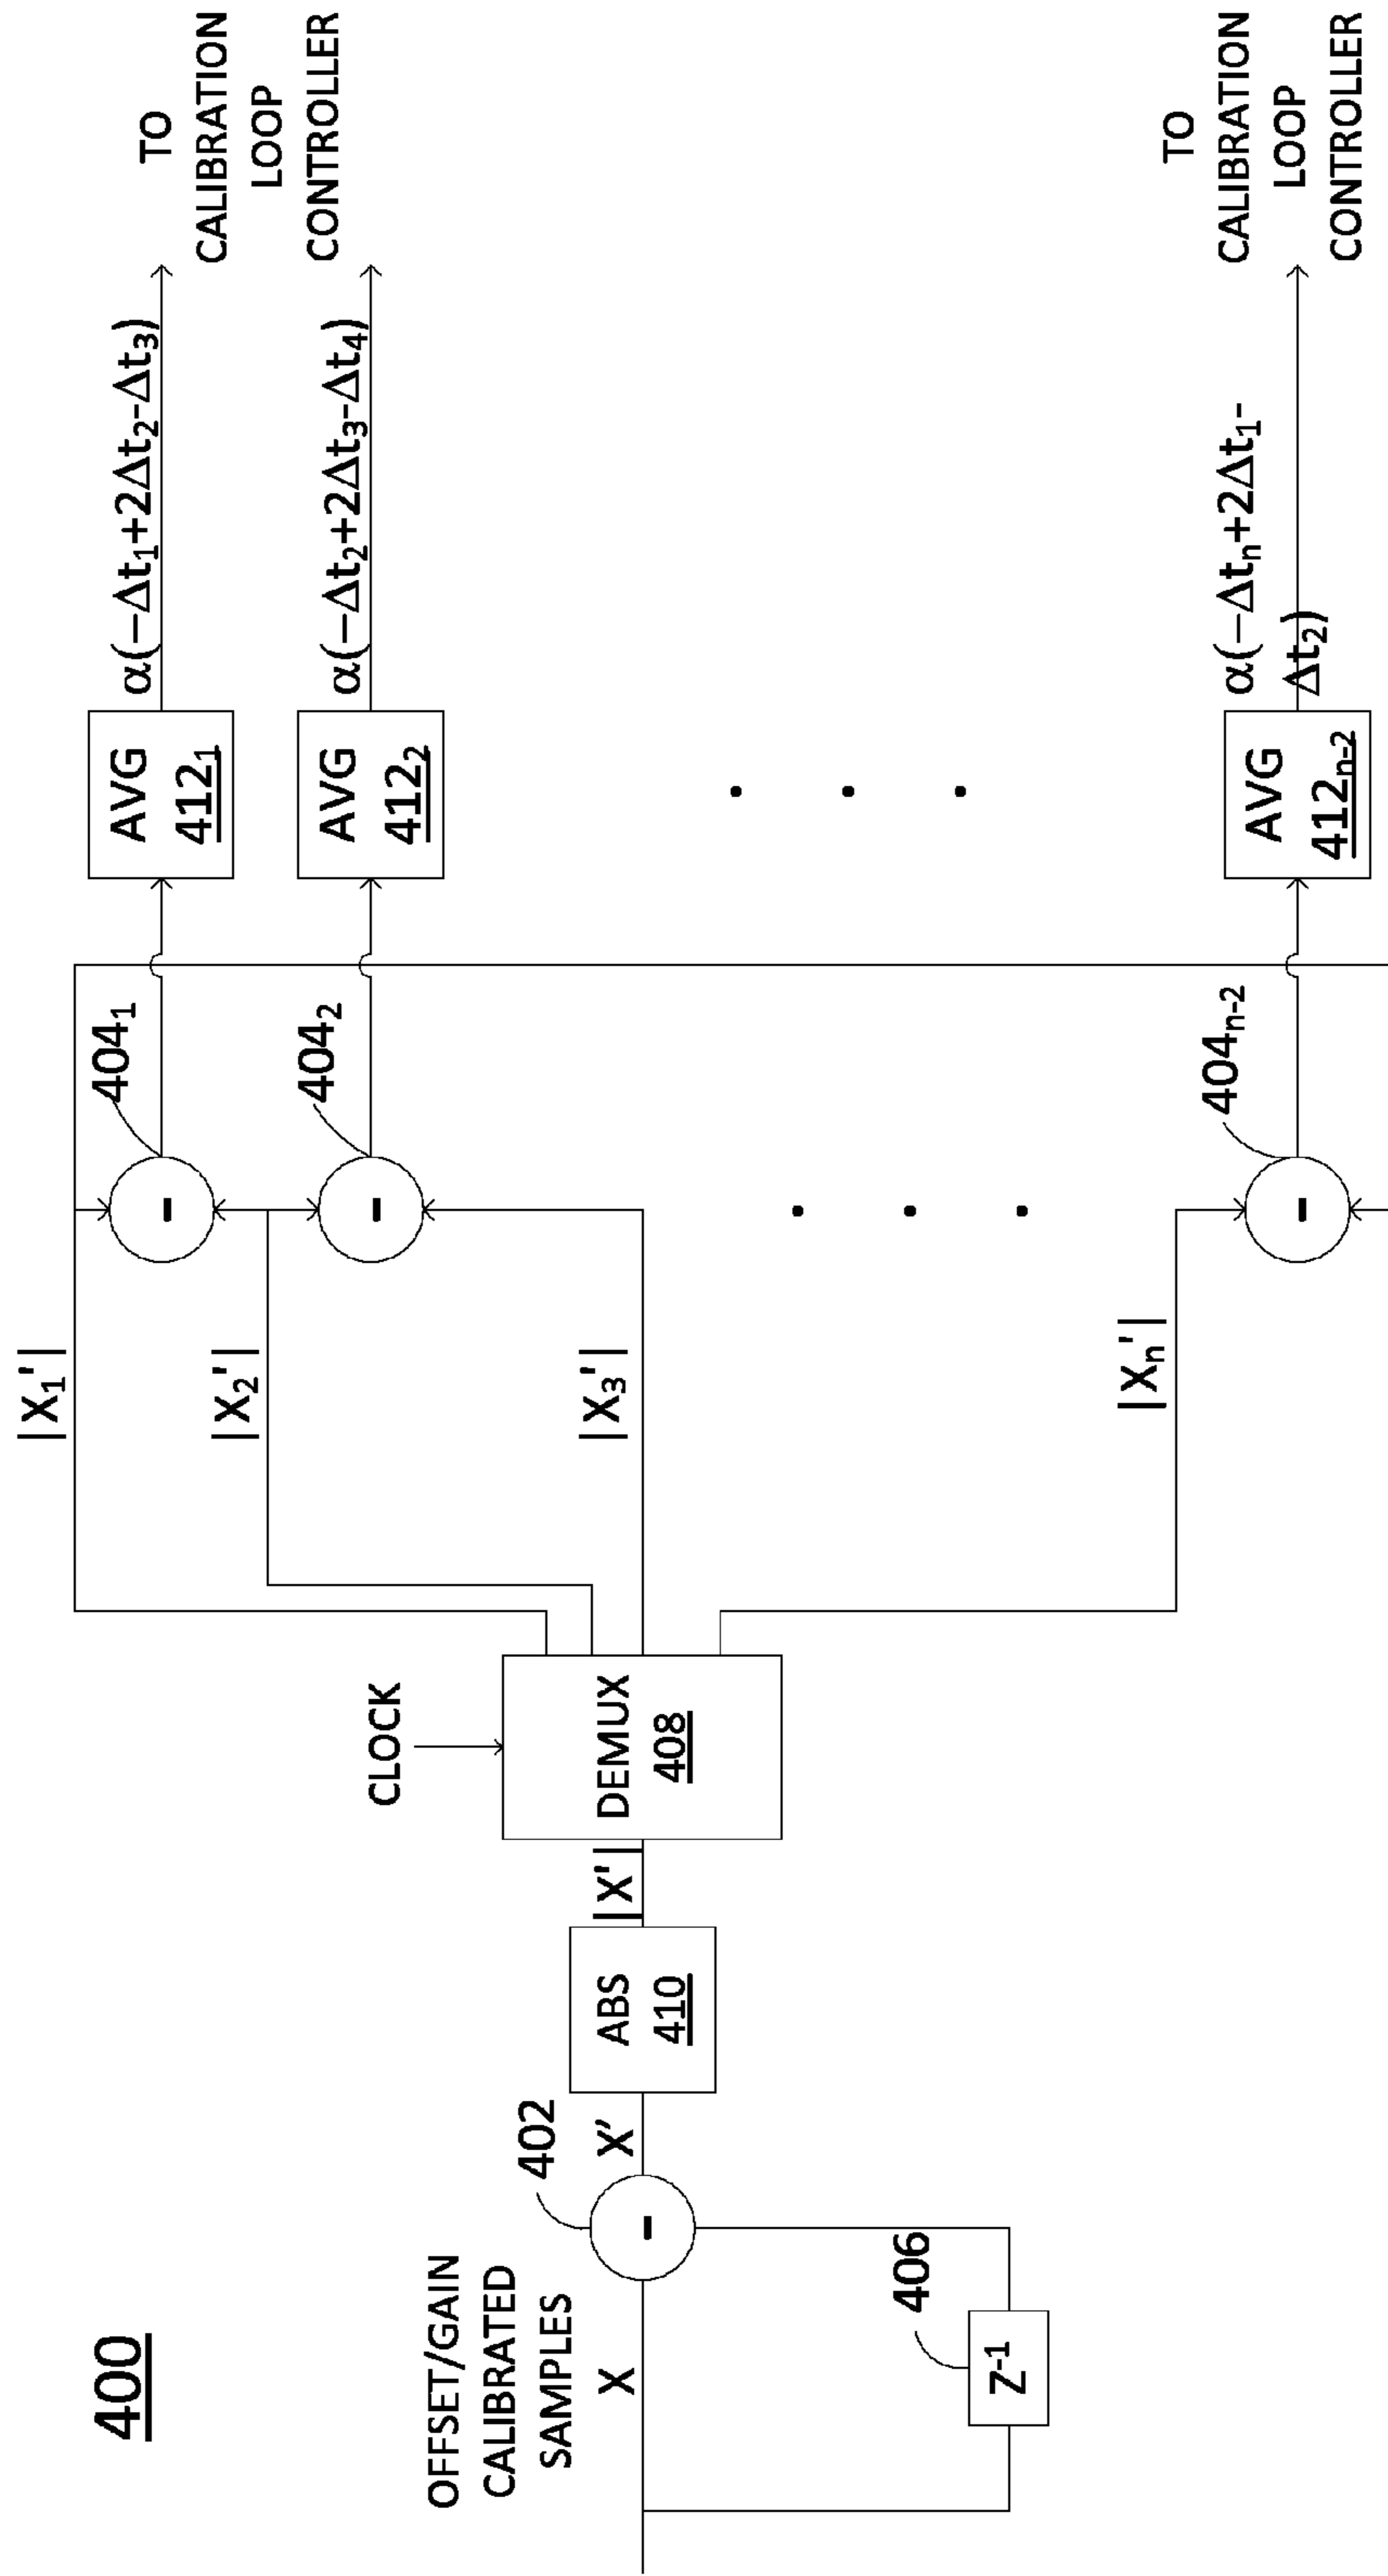 400
OFFSET/GAIN
CALIBRATED
SAMPLES
X
402
X'
Z⁻¹
406
ABS
410
|X'|
CLOCK
DEMUX
408
|X₁'|
|X₂'|
|X₃'|
|Xₙ'|
-
404₁
-
404₂
-
404ₙ₋₂
-
AVG
412₁
AVG
412₂
AVG
412ₙ₋₂
α(−Δt₁+2Δt₂-Δt₃)
α(−Δt₂+2Δt₃-Δt₄)
α(−Δtₙ+2Δt₁-
Δt₂)
TO
CALIBRATION
LOOP
CONTROLLER
TO
CALIBRATION
LOOP
CONTROLLER